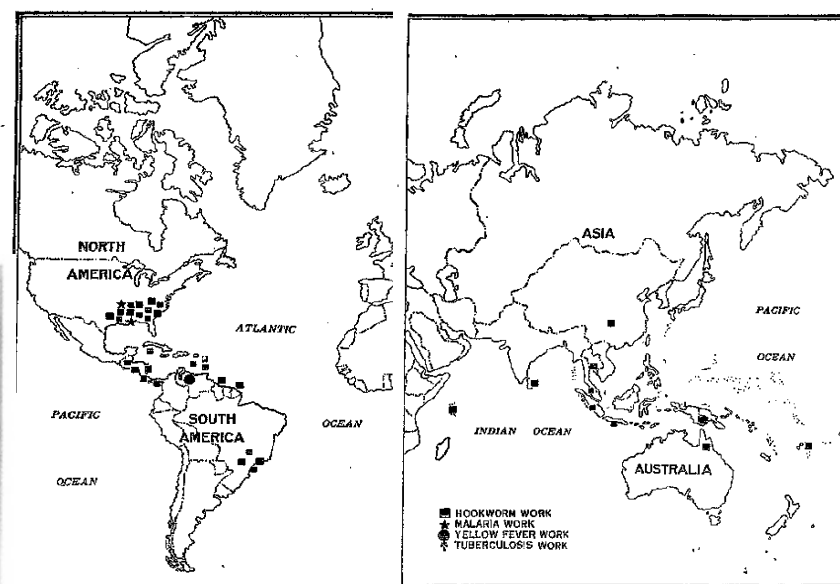 NORTH
AMERICA
ATLANTIC
OCEAN
PACIFIC
OCEAN
SOUTH
AMERICA
ASIA
PACIFIC
OCEAN
INDIAN OCEAN
AUSTRALIA
HOOKWORM WORK
MALARIA WORK
YELLOW FEVER WORK
TUBERCULOSIS WORK